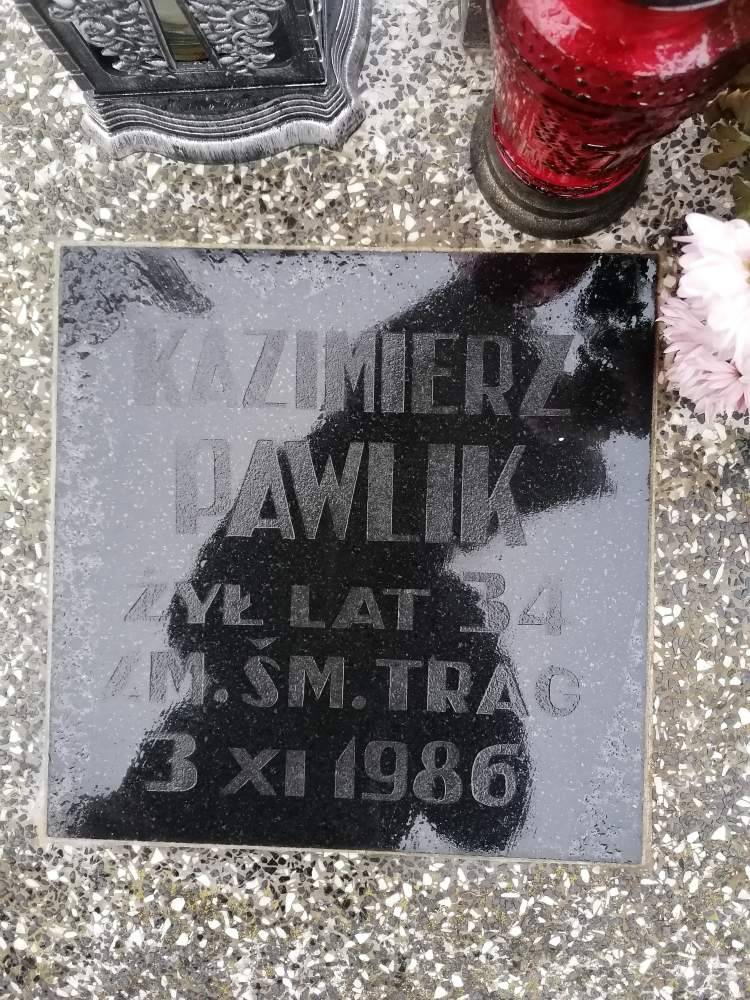 KAZIMIERZ
PAWLIK
ŻYŁ LAT 34
ZM. ŚM. TRAG
3 XI 1986